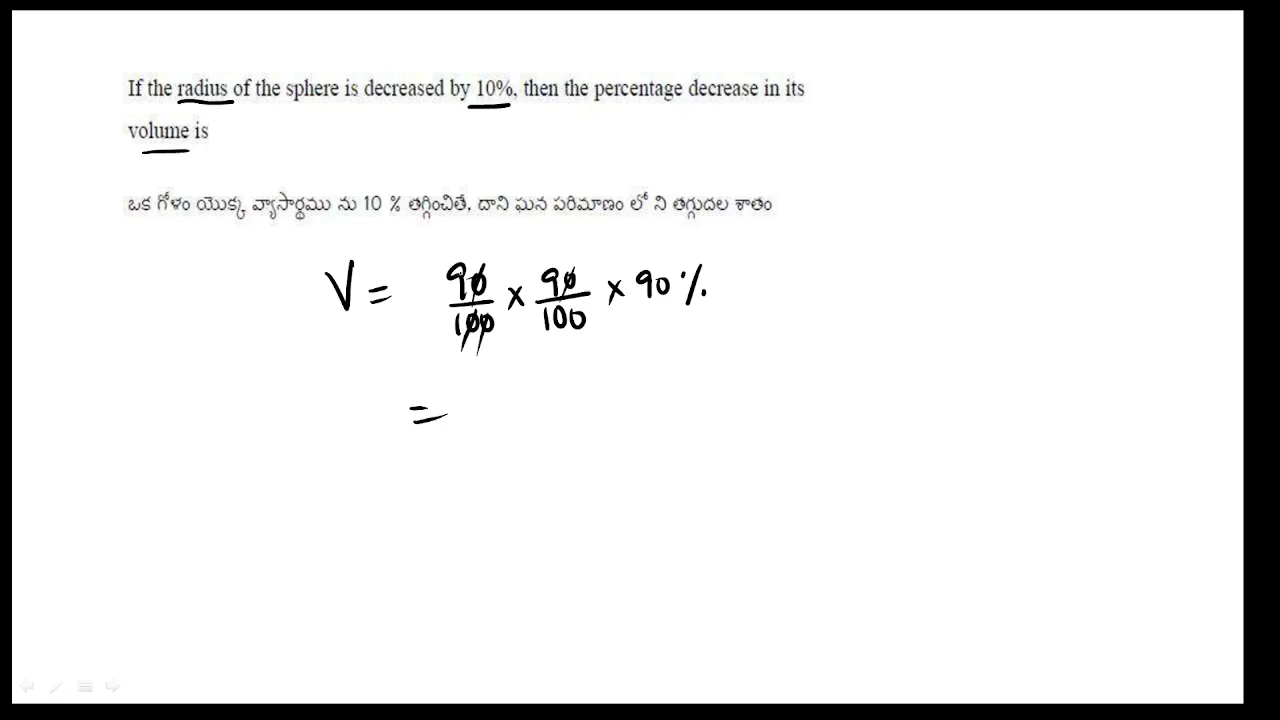 If the radius of the sphere is decreased by 10%, then the percentage decrease in its
volume is
ఒక గోళం యొక్క వ్యాసార్థము ను 10 % తగ్గించితే, దాని ఘన పరిమాణం లో ని తగ్గుదల శాతం
V = 90/100 × 90/100 × 90%
=